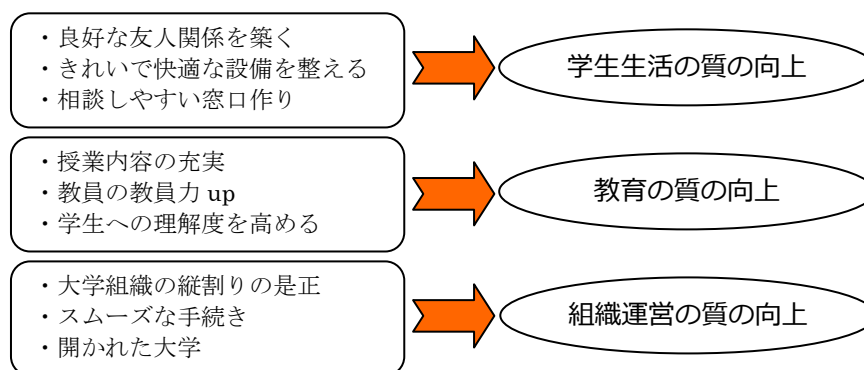 ・良好な友人関係を築く
・きれいで快適な設備を整える
・相談しやすい窓口作り
学生生活の質の向上
・授業内容の充実
・教員の教員力 up
・学生への理解度を高める
教育の質の向上
・大学組織の縦割りの是正
・スムーズな手続き
・開かれた大学
組織運営の質の向上